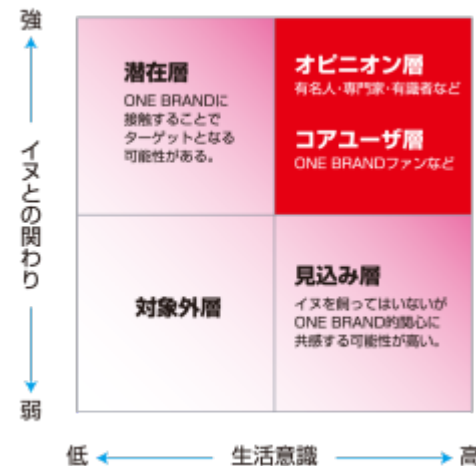 強
イヌとの関わり
弱
潜在層
ONE BRANDに
接触することで
ターゲットとなる
可能性がある。
オピニオン層
有名人・専門家・有識者など
コアユーザ層
ONE BRANDファンなど
対象外層
見込み層
イヌを飼ってはいないが
ONE BRAND的関心に
共感する可能性が高い。
低
生活意識
高